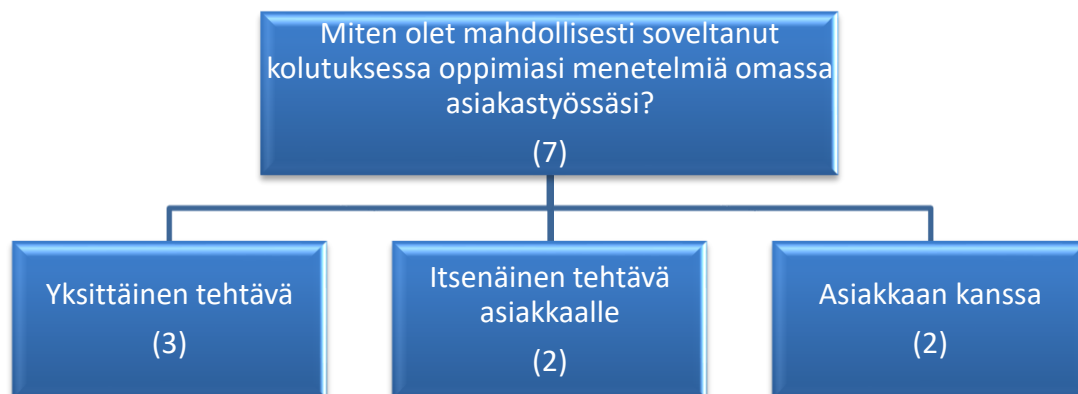 Miten olet mahdollisesti soveltanut
kolutuksessa oppimiasi menetelmiä omassa
asiakastyössäsi?
(7)
Yksittäinen tehtävä
(3)
Itsenäinen tehtävä
asiakkaalle
(2)
Asiakkaan kanssa
(2)